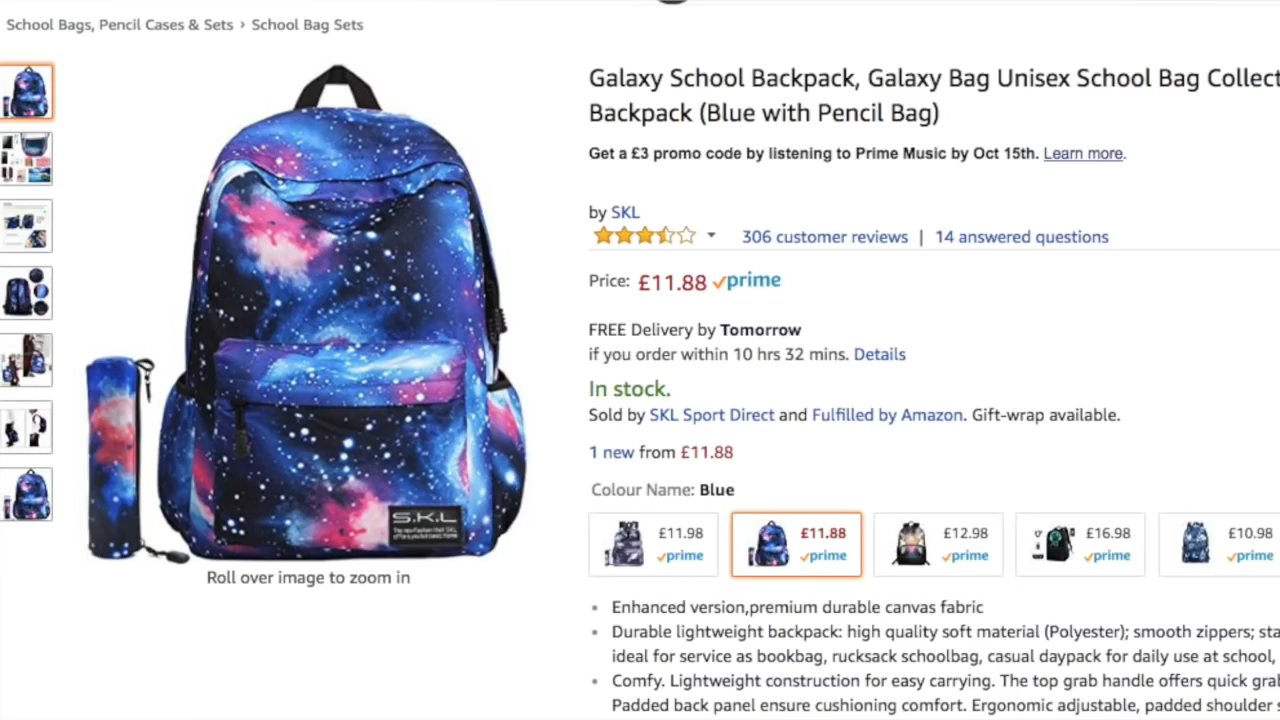 School Bags, Pencil Cases & Sets › School Bag Sets
Galaxy School Backpack, Galaxy Bag Unisex School Bag Collect
Backpack (Blue with Pencil Bag)
Get a £3 promo code by listening to Prime Music by Oct 15th. Learn more.
by SKL
306 customer reviews | 14 answered questions
Price: £11.88 prime
FREE Delivery by Tomorrow
if you order within 10 hrs 32 mins. Details
In stock.
Sold by SKL Sport Direct and Fulfilled by Amazon. Gift-wrap available.
1 new from £11.88
Colour Name: Blue
£11.98 £11.88 £12.98 £16.98 £10.98
prime prime prime prime prime
S.K.L
Roll over image to zoom in
• Enhanced version,premium durable canvas fabric
• Durable lightweight backpack: high quality soft material (Polyester); smooth zippers; sta
ideal for service as bookbag, rucksack schoolbag, casual daypack for daily use at school,
• Comfy. Lightweight construction for easy carrying. The top grab handle offers quick grab
Padded back panel ensure cushioning comfort. Ergonomic adjustable, padded shoulder s